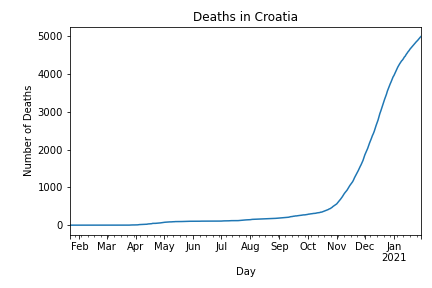 Deaths in Croatia
5000
4000
3000
2000
1000
0
Number of Deaths
Feb Mar Apr May Jun Jul Aug Sep Oct Nov Dec Jan
2021
Day